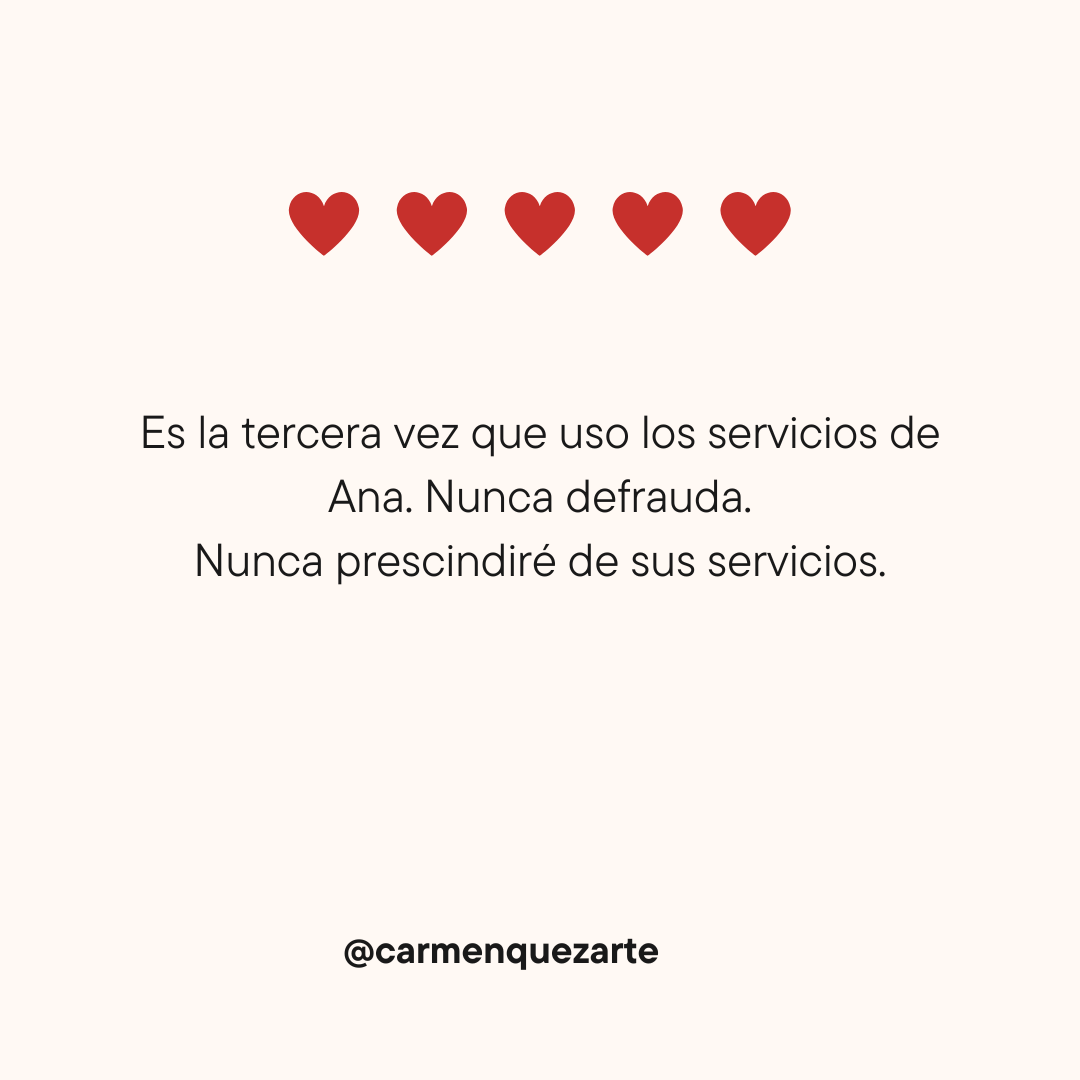 Es la tercera vez que uso los servicios de
Ana. Nunca defrauda.
Nunca prescindiré de sus servicios.
@carmenquezarte